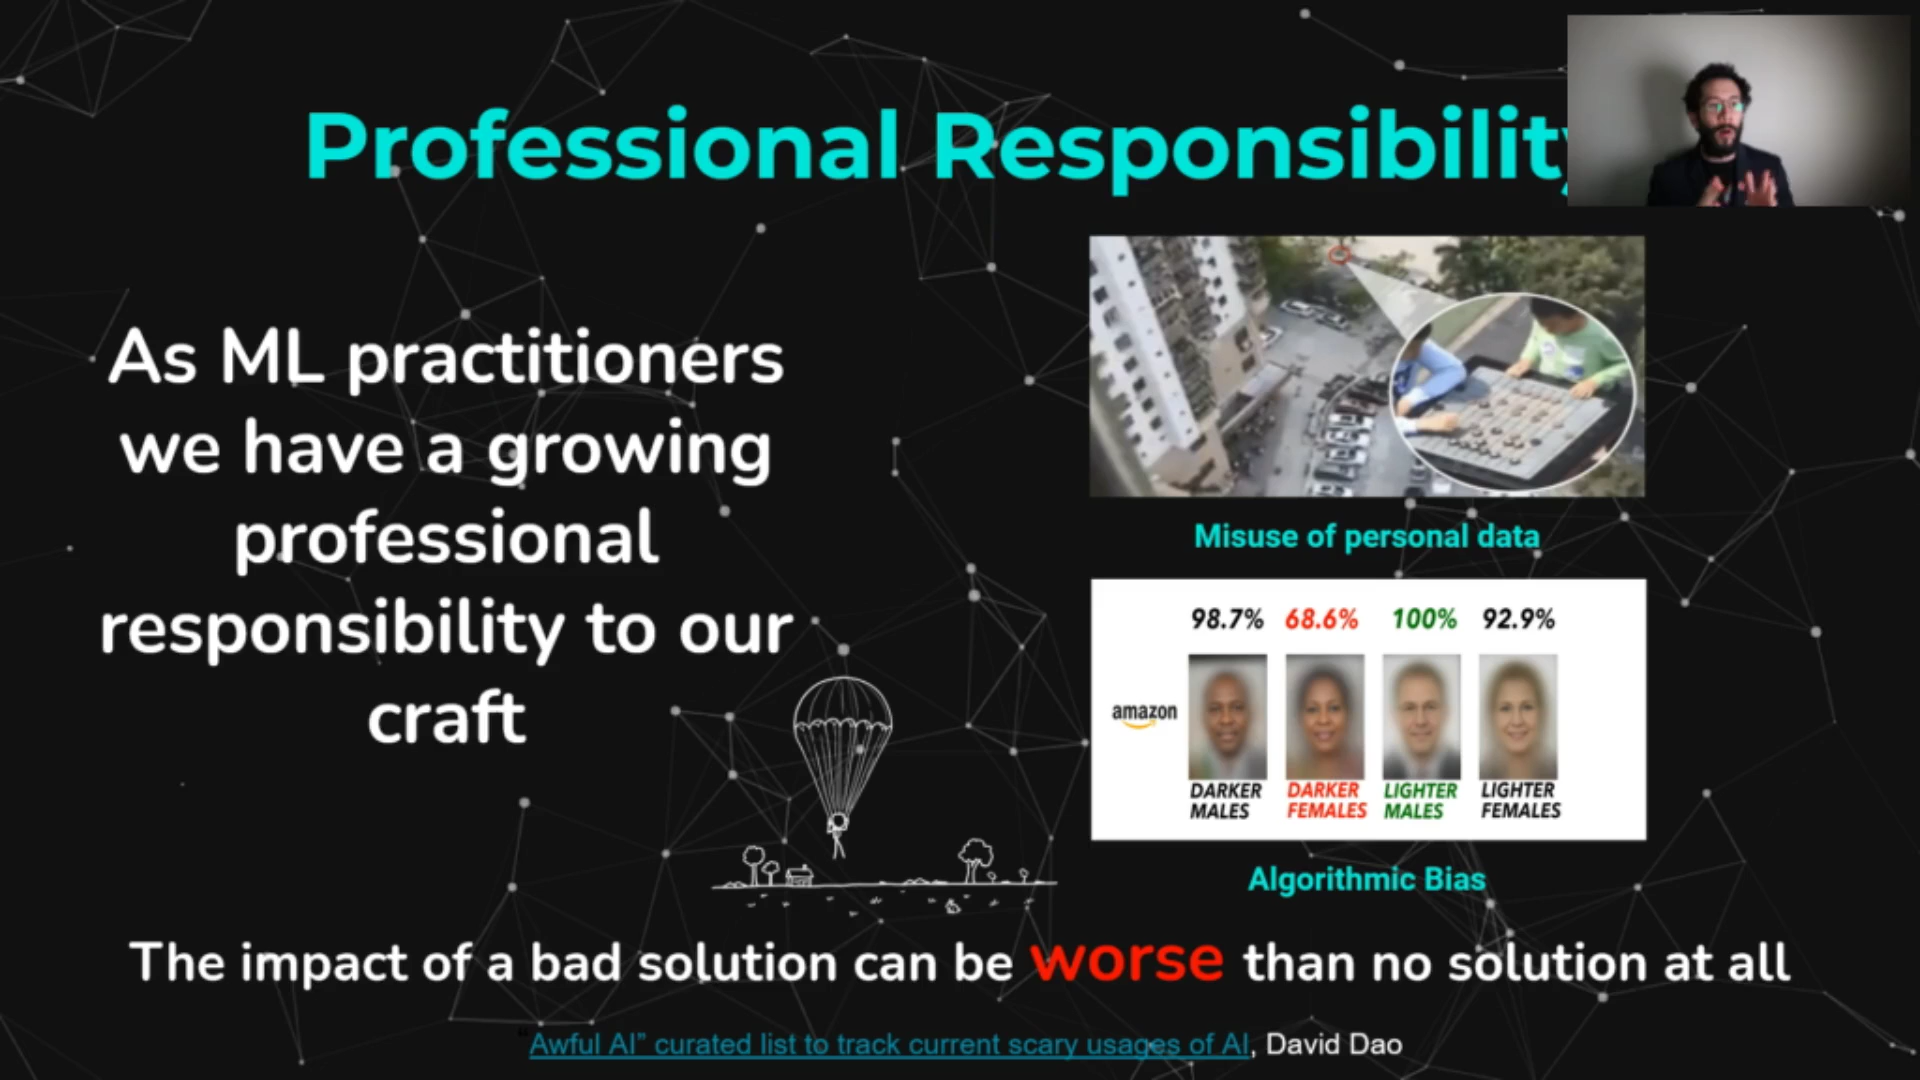 Professional Responsibility
As ML practitioners
we have a growing
professional
responsibility to our
craft
Misuse of personal data
98.7% 68.6% 100% 92.9%
amazon
DARKER MALES
DARKER FEMALES
LIGHTER MALES
LIGHTER FEMALES
Algorithmic Bias
The impact of a bad solution can be worse than no solution at all
“Awful AI” curated list to track current scary usages of AI, David Dao